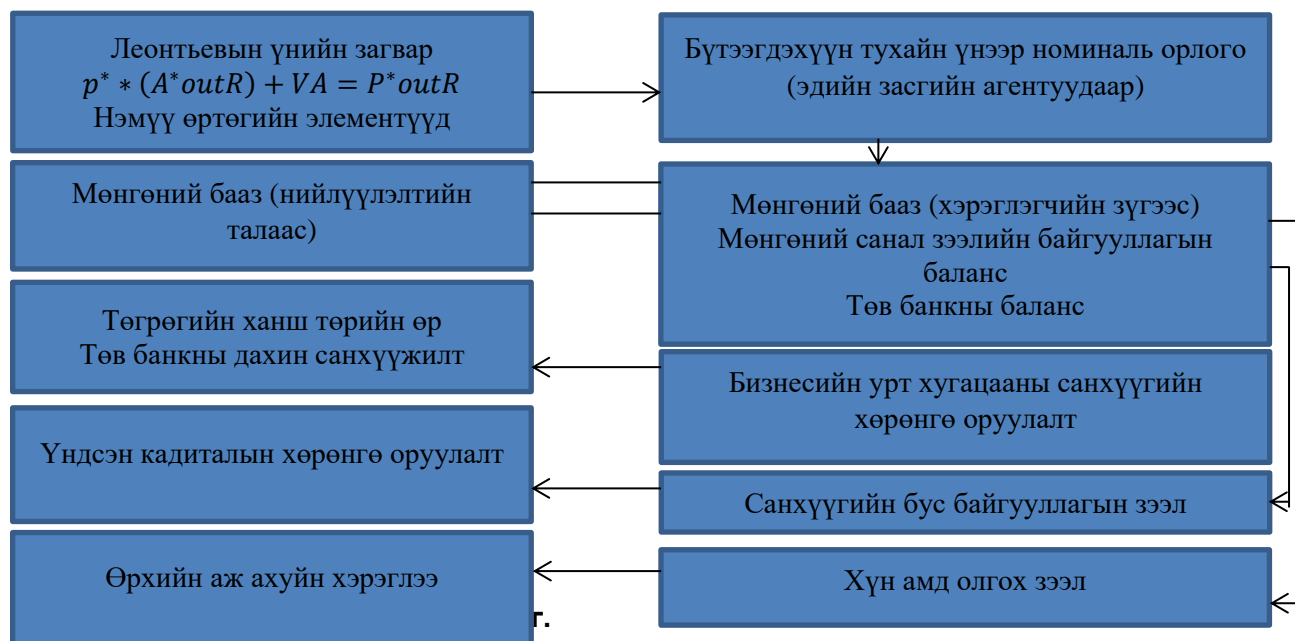 Леонтьевын үнийн загвар
p* * (A*outR) + VA = P*outR
Нэмүү өртөгийн элементүүд
Бүтээгдэхүүн тухайн үнээр номиналь орлого
(эдийн засгийн агентуудаар)
Мөнгөний бааз (нийлүүлэлтийн
талаас)
Мөнгөний бааз (хэрэглэгчийн зүгээс)
Мөнгөний санал зээлийн байгууллагын
баланс
Төв банкны баланс
Төгрөгийн ханш төрийн өр
Төв банкны дахин санхүүжилт
Бизнесийн урт хугацааны санхүүгийн
хөрөнгө оруулалт
Үндсэн кадиталын хөрөнгө оруулалт
Санхүүгийн бус байгууллагын зээл
Өрхийн аж ахуйн хэрэглээ
Хүн амд олгох зээл
г.